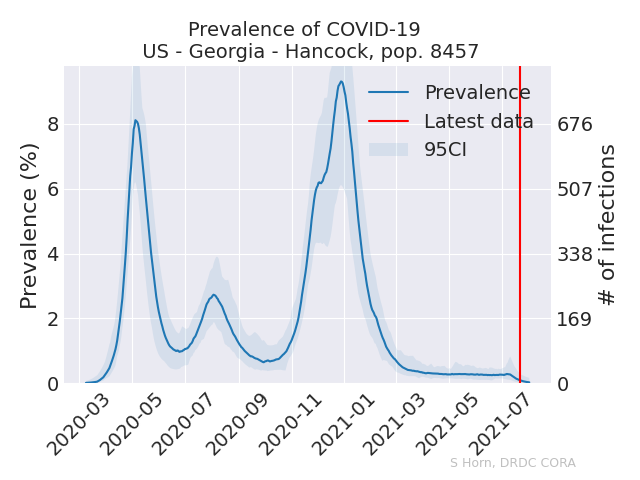 Prevalence of COVID-19
US - Georgia - Hancock, pop. 8457
Prevalence
Latest data
95CI
Prevalence (%)
8
6
4
2
0
676
507
338
169
0
# of infections
2020-03
2020-05
2020-07
2020-09
2020-11
2021-01
2021-03
2021-05
2021-07
S Horn, DRDC CORA